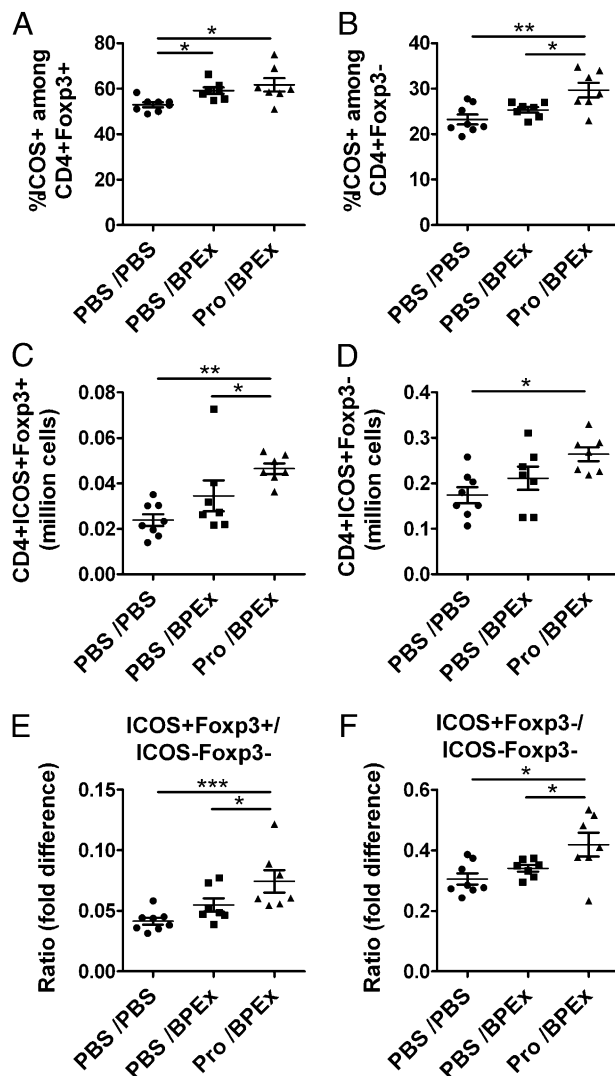 A
%ICOS+ among
CD4+Foxp3+
80
60
40
20
0
*
*
PBS /PBS
PBS /BPEx
Pro /BPEx
B
%ICOS+ among
CD4+Foxp3-
40
30
20
10
0
**
*
PBS /PBS
PBS /BPEx
Pro /BPEx
C
CD4+ICOS+Foxp3+
(million cells)
0.08
0.06
0.04
0.02
0.00
**
*
PBS /PBS
PBS /BPEx
Pro /BPEx
D
CD4+ICOS+Foxp3-
(million cells)
0.4
0.3
0.2
0.1
0.0
*
PBS /PBS
PBS /BPEx
Pro /BPEx
E
ICOS+Foxp3+/
ICOS-Foxp3-
Ratio (fold difference)
0.15
0.10
0.05
0.00
***
*
PBS /PBS
PBS /BPEx
Pro /BPEx
F
ICOS+Foxp3-/
ICOS-Foxp3-
Ratio (fold difference)
0.6
0.4
0.2
0.0
*
*
PBS /PBS
PBS /BPEx
Pro /BPEx